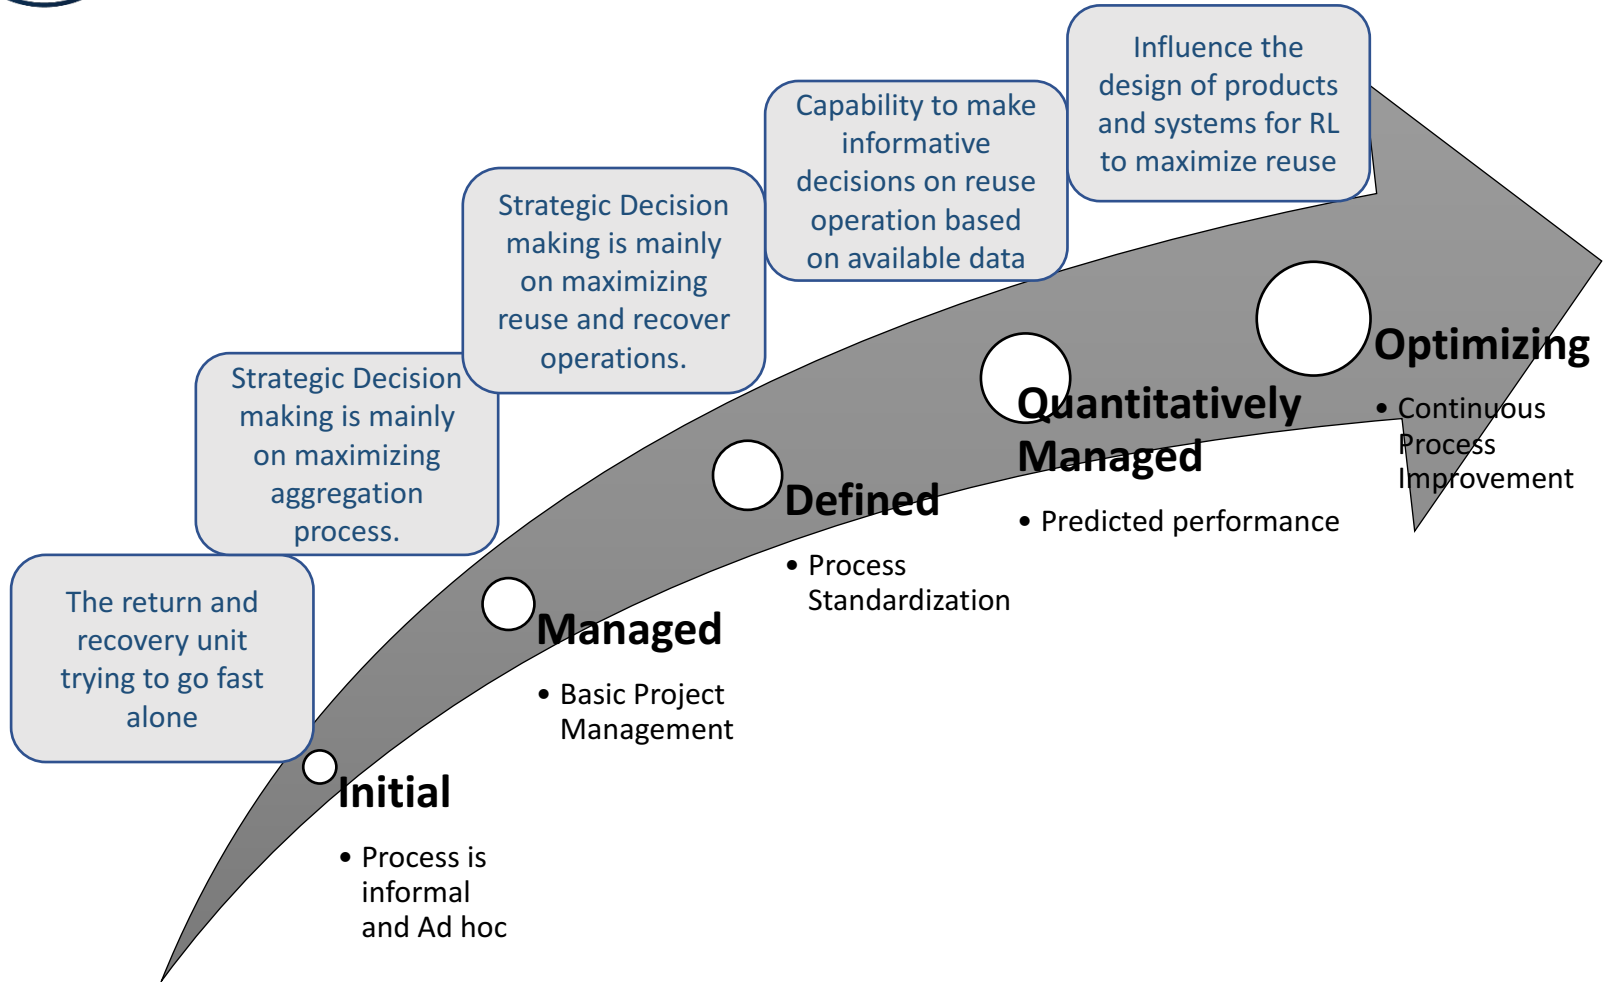 Influence the
design of products
and systems for RL
to maximize reuse
Capability to make
informative
decisions on reuse
operation based
on available data
Strategic Decision
making is mainly
on maximizing
reuse and recover
operations.
Strategic Decision
making is mainly
on maximizing
aggregation
process.
The return and
recovery unit
trying to go fast
alone
Initial
• Process is
informal
and Ad hoc
Managed
• Basic Project
Management
Defined
• Process
Standardization
Quantitatively
Managed
• Predicted performance
Optimizing
• Continuous
Process
Improvement